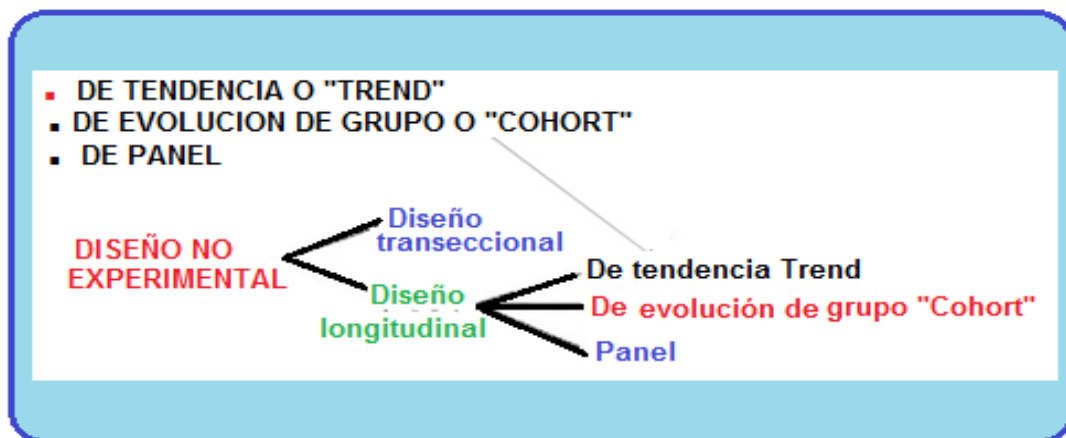 ▪ DE TENDENCIA O "TREND"
▪ DE EVOLUCION DE GRUPO O "COHORT"
▪ DE PANEL
DISEÑO NO
EXPERIMENTAL
Diseño
transeccional
Diseño
longitudinal
De tendencia Trend
De evolución de grupo "Cohort"
Panel